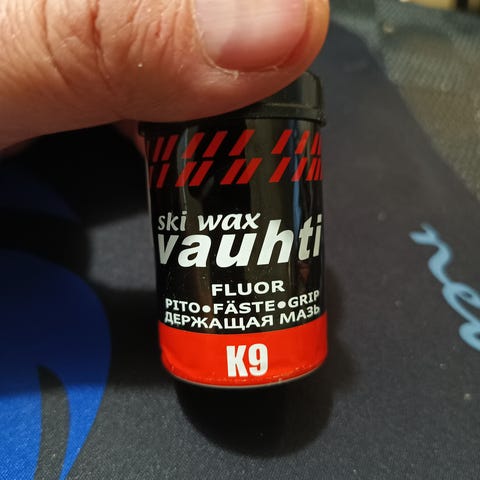 ski wax
vauhti
FLUOR
PITO•FÄSTE•GRIP
ДЕРЖАЩАЯ МАЗЬ
K9